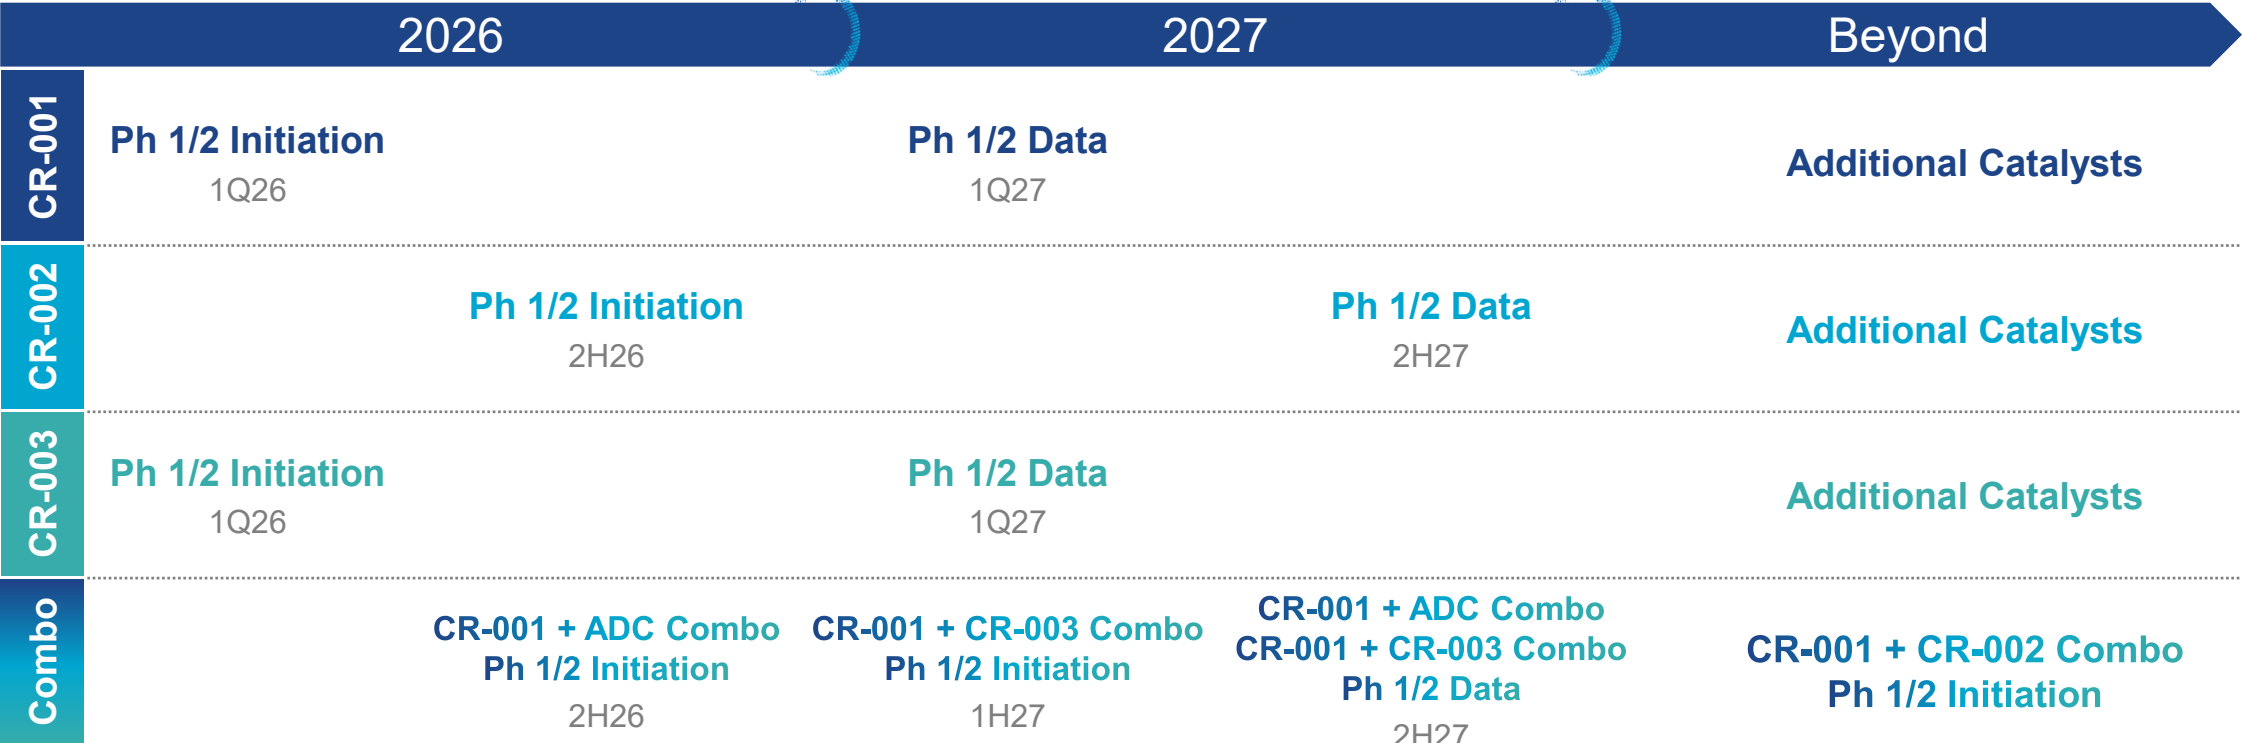 2026
2027
Beyond
CR-001
Ph 1/2 Initiation
1Q26
Ph 1/2 Data
1Q27
Additional Catalysts
CR-002
Ph 1/2 Initiation
2H26
Ph 1/2 Data
2H27
Additional Catalysts
CR-003
Ph 1/2 Initiation
1Q26
Ph 1/2 Data
1Q27
Additional Catalysts
Combo
CR-001 + ADC Combo
Ph 1/2 Initiation
2H26
CR-001 + CR-003 Combo
Ph 1/2 Initiation
1H27
CR-001 + ADC Combo
CR-001 + CR-003 Combo
Ph 1/2 Data
2H27
CR-001 + CR-002 Combo
Ph 1/2 Initiation